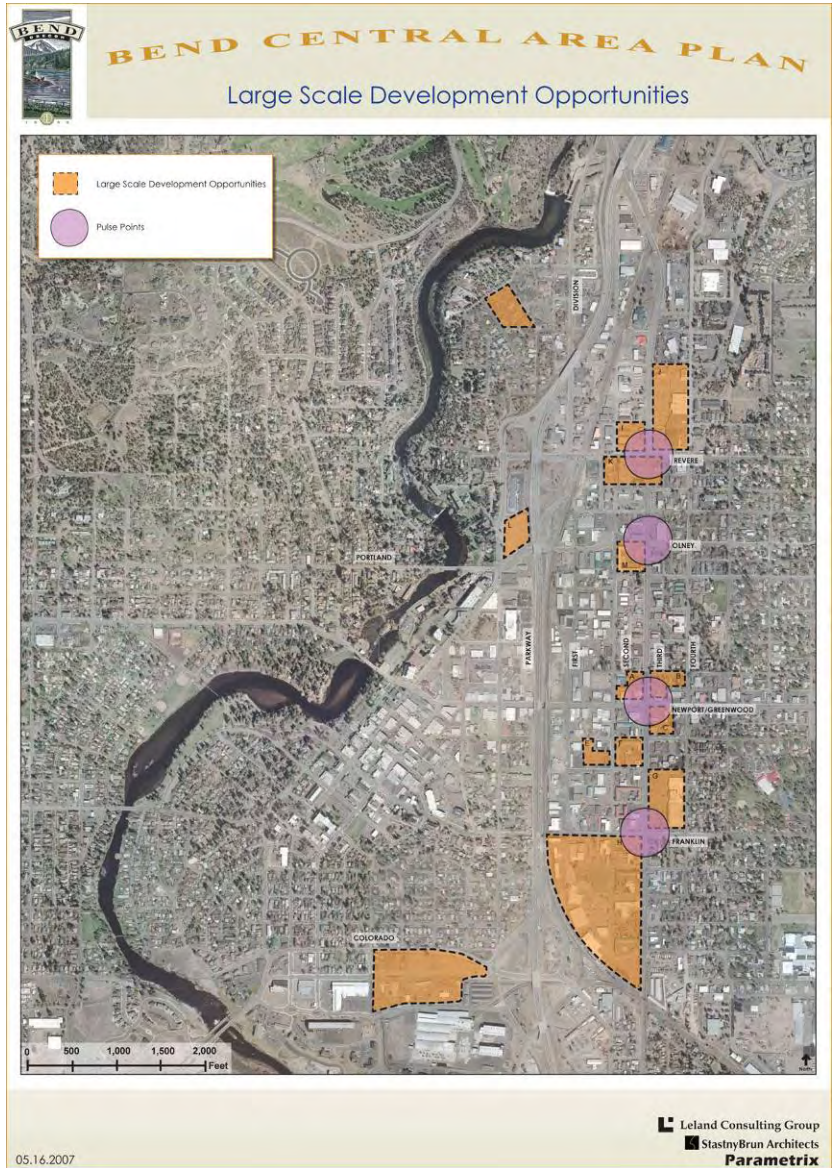 BEND
OREGON
BEND CENTRAL AREA PLAN
Large Scale Development Opportunities
Large Scale Development Opportunities
Pulse Points
DIVISION
REVERE
K
L
PORTLAND
OLNEY
M
PARKWAY
FIRST
SECOND
THIRD
FOURTH
NEWPORT/GREENWOOD
C
G
FRANKLIN
COLORADO
0 500 1,000 1,500 2,000
Feet
North
Leland Consulting Group
StastnyBrun Architects
Parametrix
05.16.2007